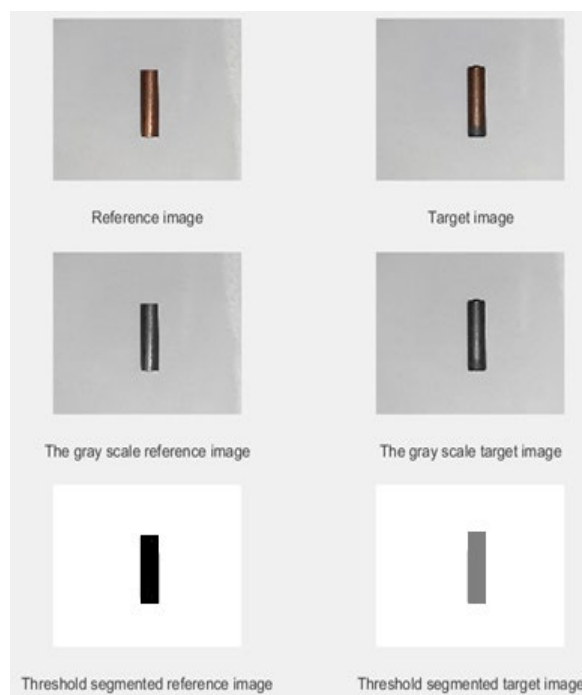 Reference image
Target image
The gray scale reference image
The gray scale target image
Threshold segmented reference image
Threshold segmented target image